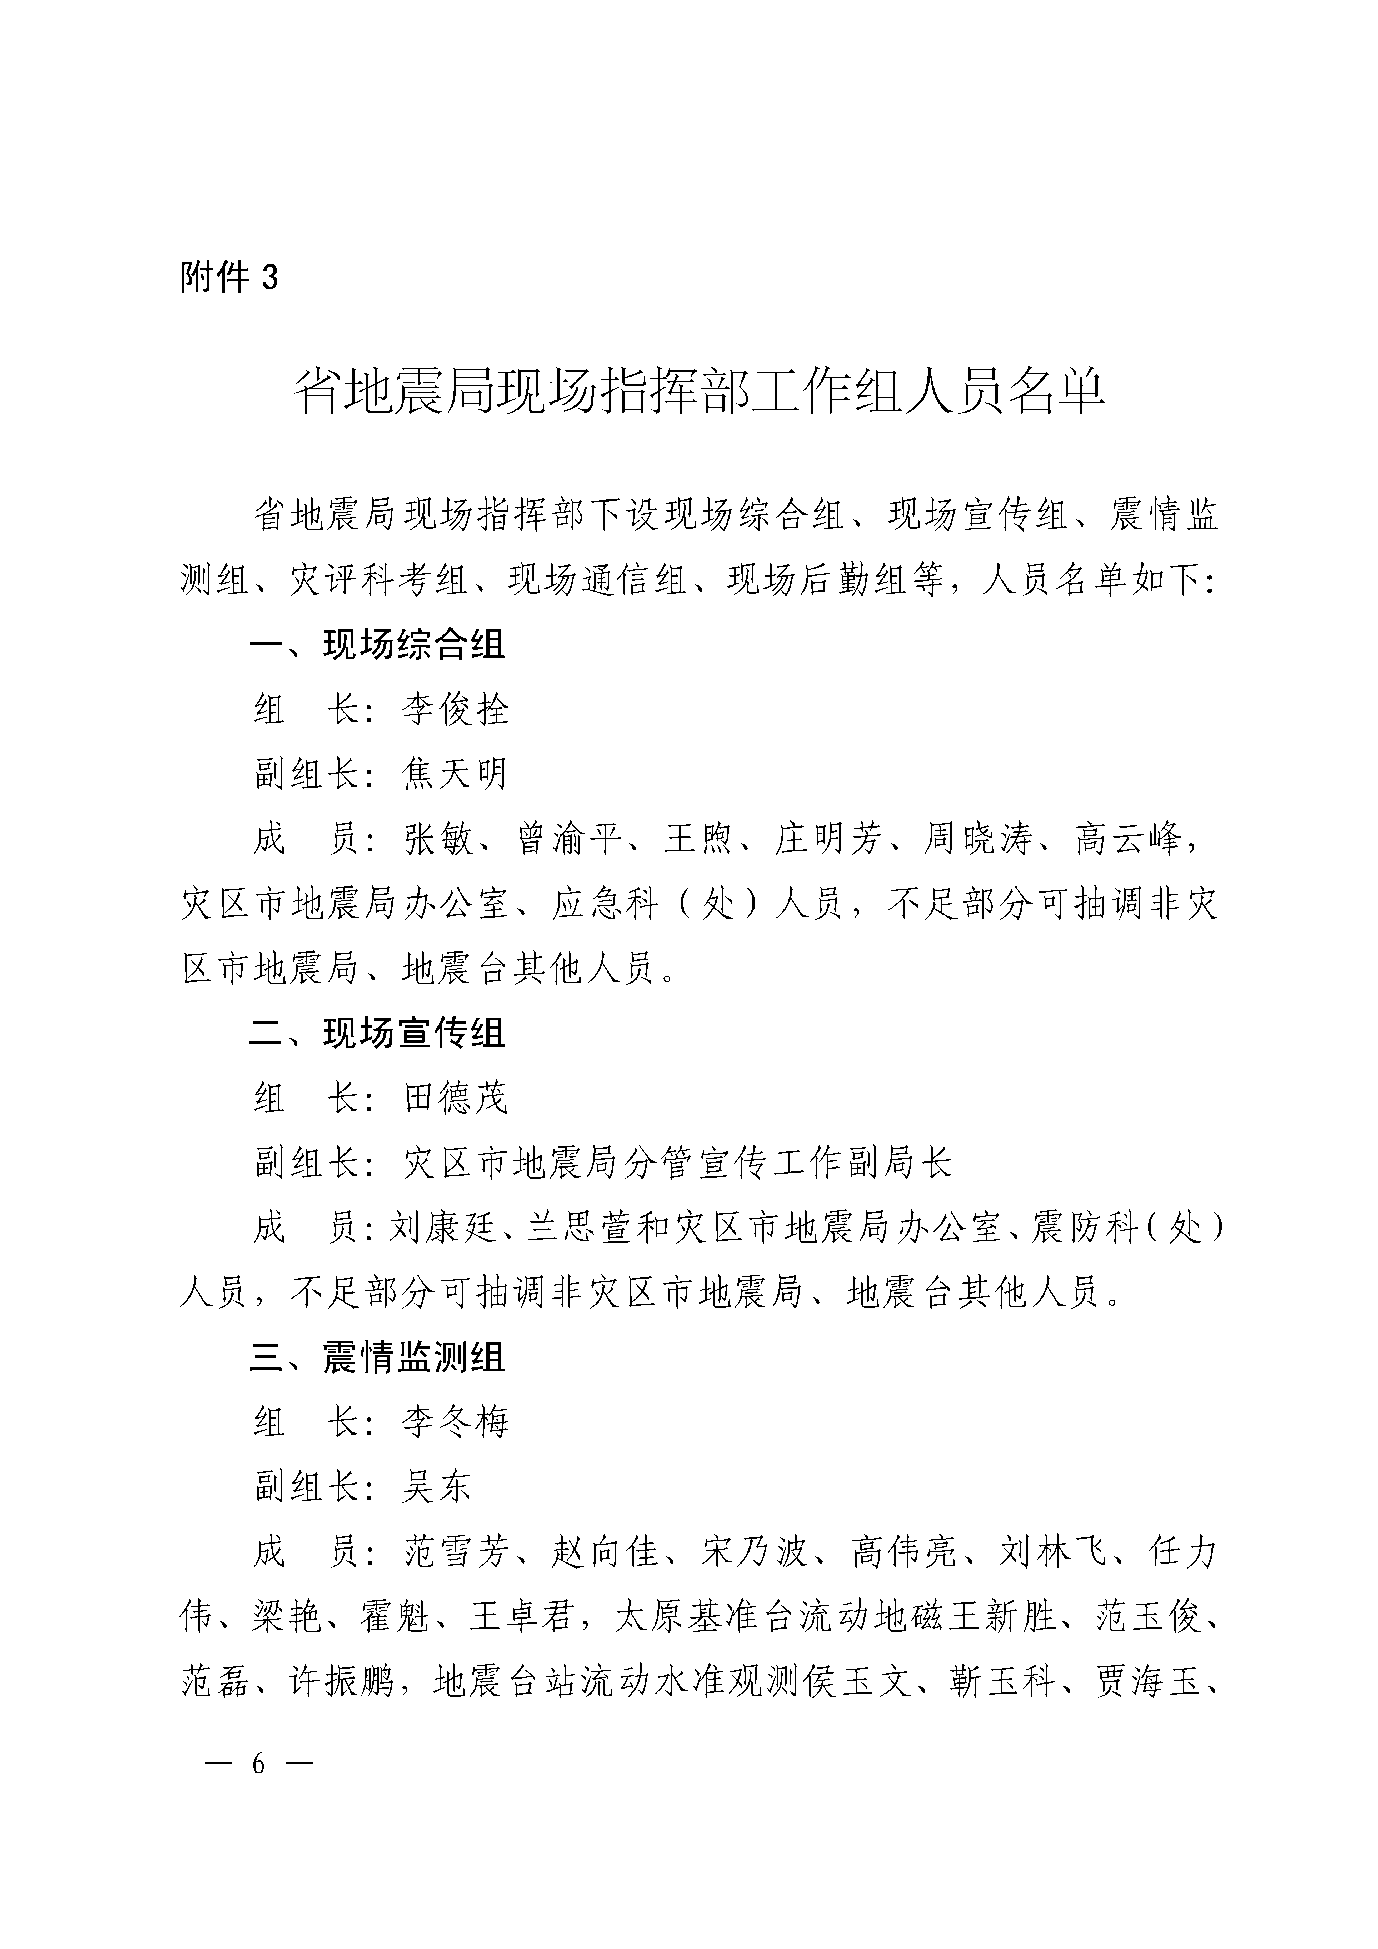 附件 3
省地震局现场指挥部工作组人员名单
省地震局现场指挥部下设现场综合组、现场宣传组、震情监
测组、灾评科考组、现场通信组、现场后勤组等，人员名单如下：
一、现场综合组
组　长：李俊拴
副组长：焦天明
成　员：张敏、曾渝平、王煦、庄明芳、周晓涛、高云峰，
灾区市地震局办公室、应急科（处）人员，不足部分可抽调非灾
区市地震局、地震台其他人员。
二、现场宣传组
组　长：田德茂
副组长：灾区市地震局分管宣传工作副局长
成　员：刘康廷、兰思萱和灾区市地震局办公室、震防科（处）
人员，不足部分可抽调非灾区市地震局、地震台其他人员。
三、震情监测组
组　长：李冬梅
副组长：吴东
成　员：范雪芳、赵向佳、宋乃波、高伟亮、刘林飞、任力
伟、梁艳、霍魁、王卓君，太原基准台流动地磁王新胜、范玉俊、
范磊、许振鹏，地震台站流动水准观测侯玉文、靳玉科、贾海玉、
— 6 —